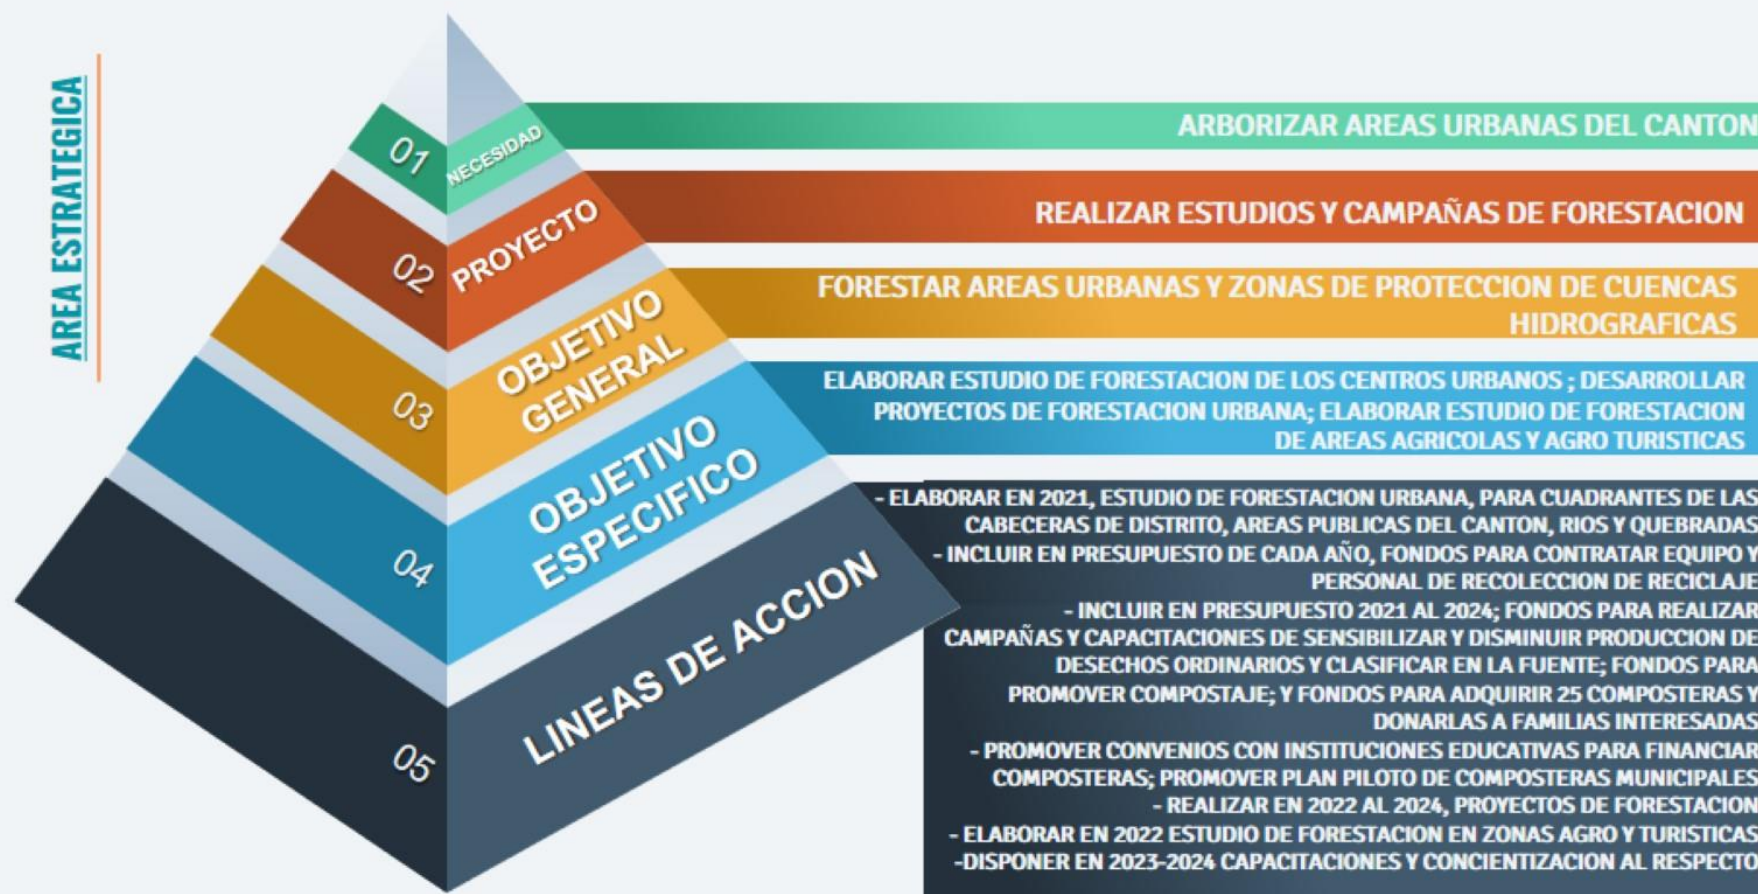 AREA ESTRATEGICA
01
NECESIDAD
ARBORIZAR AREAS URBANAS DEL CANTON
02
PROYECTO
REALIZAR ESTUDIOS Y CAMPAÑAS DE FORESTACION
03
OBJETIVO
GENERAL
FORESTAR AREAS URBANAS Y ZONAS DE PROTECCION DE CUENCAS
HIDROGRAFICAS
04
OBJETIVO
ESPECIFICO
ELABORAR ESTUDIO DE FORESTACION DE LOS CENTROS URBANOS ; DESARROLLAR
PROYECTOS DE FORESTACION URBANA; ELABORAR ESTUDIO DE FORESTACION
DE AREAS AGRICOLAS Y AGRO TURISTICAS
05
LINEAS DE ACCION
- ELABORAR EN 2021, ESTUDIO DE FORESTACION URBANA, PARA CUADRANTES DE LAS
CABECERAS DE DISTRITO, AREAS PUBLICAS DEL CANTON, RIOS Y QUEBRADAS
- INCLUIR EN PRESUPUESTO DE CADA AÑO, FONDOS PARA CONTRATAR EQUIPO Y
PERSONAL DE RECOLECCION DE RECICLAJE
- INCLUIR EN PRESUPUESTO 2021 AL 2024; FONDOS PARA REALIZAR
CAMPAÑAS Y CAPACITACIONES DE SENSIBILIZAR Y DISMINUIR PRODUCCION DE
DESECHOS ORDINARIOS Y CLASIFICAR EN LA FUENTE; FONDOS PARA
PROMOVER COMPOSTAJE; Y FONDOS PARA ADQUIRIR 25 COMPOSTERAS Y
DONARLAS A FAMILIAS INTERESADAS
- PROMOVER CONVENIOS CON INSTITUCIONES EDUCATIVAS PARA FINANCIAR
COMPOSTERAS; PROMOVER PLAN PILOTO DE COMPOSTERAS MUNICIPALES
- REALIZAR EN 2022 AL 2024, PROYECTOS DE FORESTACION
- ELABORAR EN 2022 ESTUDIO DE FORESTACION EN ZONAS AGRO Y TURISTICAS
-DISPONER EN 2023-2024 CAPACITACIONES Y CONCIENTIZACION AL RESPECTO